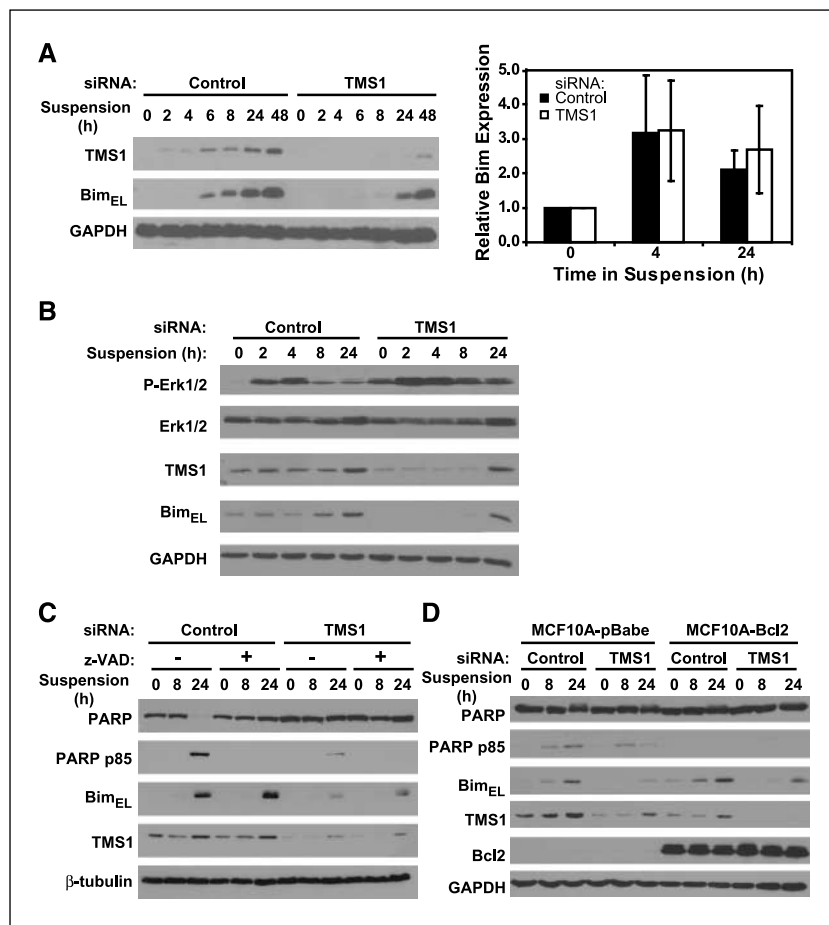 A
siRNA: Control TMS1
Suspension (h) 0 2 4 6 8 24 48 0 2 4 6 8 24 48
TMS1
BimEL
GAPDH
Relative Bim Expression
5.0
4.0
3.0
2.0
1.0
0.0
siRNA:
Control
TMS1
0 4 24
Time in Suspension (h)
B
siRNA: Control TMS1
Suspension (h): 0 2 4 8 24 0 2 4 8 24
P-Erk1/2
Erk1/2
TMS1
BimEL
GAPDH
C
siRNA: Control TMS1
z-VAD: - + - +
Suspension (h) 0 8 24 0 8 24 0 8 24 0 8 24
PARP
PARP p85
BimEL
TMS1
β-tubulin
D
MCF10A-pBabe MCF10A-Bcl2
siRNA: Control TMS1 Control TMS1
Suspension (h) 0 8 24 0 8 24 0 8 24 0 8 24
PARP
PARP p85
BimEL
TMS1
Bcl2
GAPDH